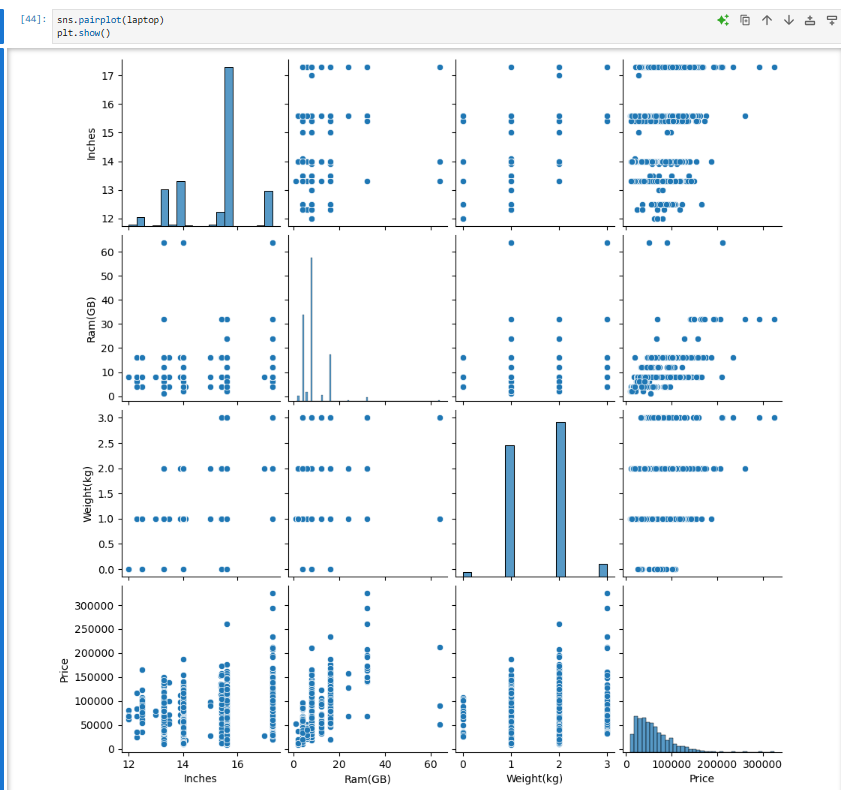 [44]:
sns.pairplot(laptop)
plt.show()
17
16
15
14
13
12
Inches
60
50
40
30
20
10
0
Ram(GB)
3.0
2.5
2.0
1.5
1.0
0.5
0.0
Weight(kg)
300000
250000
200000
150000
100000
50000
0
Price
12 14 16
0 20 40 60
0 1 2 3
0 100000 200000 300000
Inches Ram(GB) Weight(kg) Price